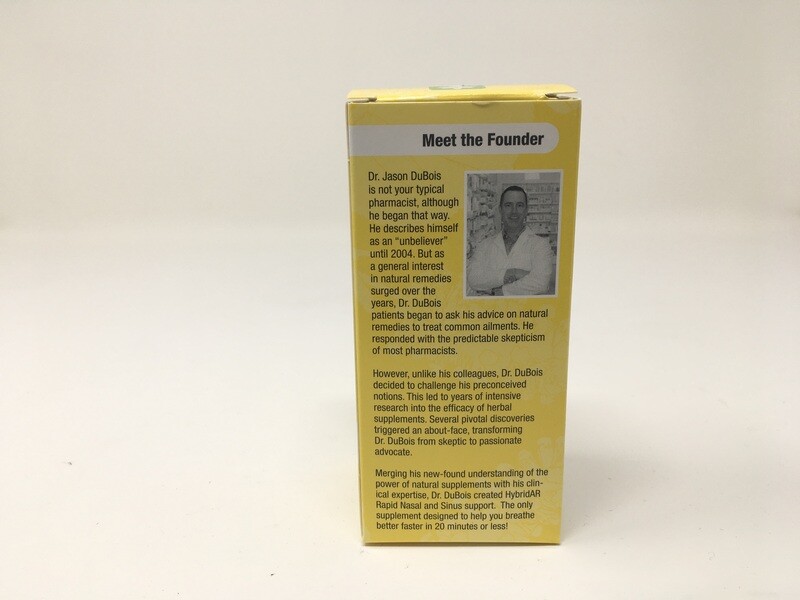 Meet the Founder
Dr. Jason DuBois
is not your typical
pharmacist, although
he began that way.
He describes himself
as an “unbeliever”
until 2004. But as
a general interest
in natural remedies
surged over the
years, Dr. DuBois
patients began to ask his advice on natural
remedies to treat common ailments. He
responded with the predictable skepticism
of most pharmacists.
However, unlike his colleagues, Dr. DuBois
decided to challenge his preconceived
notions. This led to years of intensive
research into the efficacy of herbal
supplements. Several pivotal discoveries
triggered an about-face, transforming
Dr. DuBois from skeptic to passionate
advocate.
Merging his new-found understanding of the
power of natural supplements with his clin-
ical expertise, Dr. DuBois created HybridAR
Rapid Nasal and Sinus support. The only
supplement designed to help you breathe
better faster in 20 minutes or less!